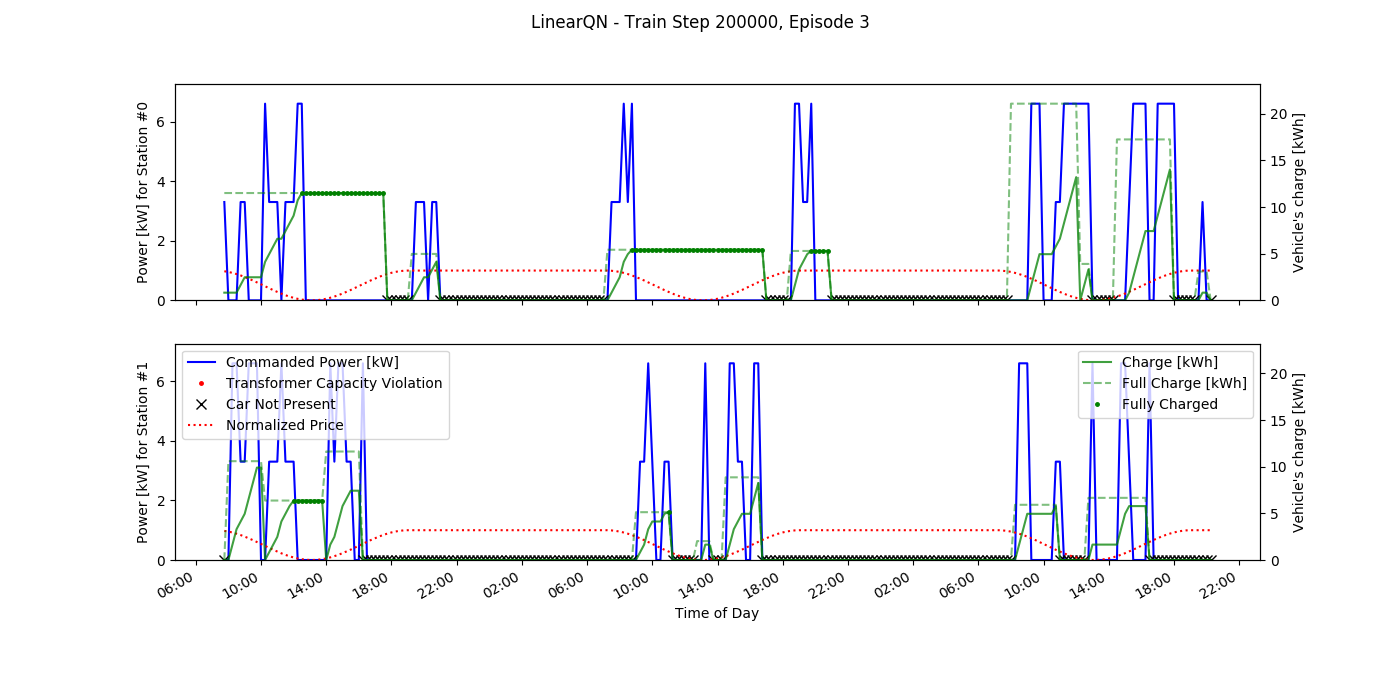 LinearQN - Train Step 200000, Episode 3
Power [kW] for Station #0
0
2
4
6
0
5
10
15
20
Vehicle's charge [kWh]
Power [kW] for Station #1
0
2
4
6
Commanded Power [kW]
Transformer Capacity Violation
Car Not Present
Normalized Price
Charge [kWh]
Full Charge [kWh]
Fully Charged
0
5
10
15
20
Vehicle's charge [kWh]
06:00
10:00
14:00
18:00
22:00
02:00
06:00
10:00
14:00
18:00
22:00
02:00
06:00
10:00
14:00
18:00
22:00
Time of Day